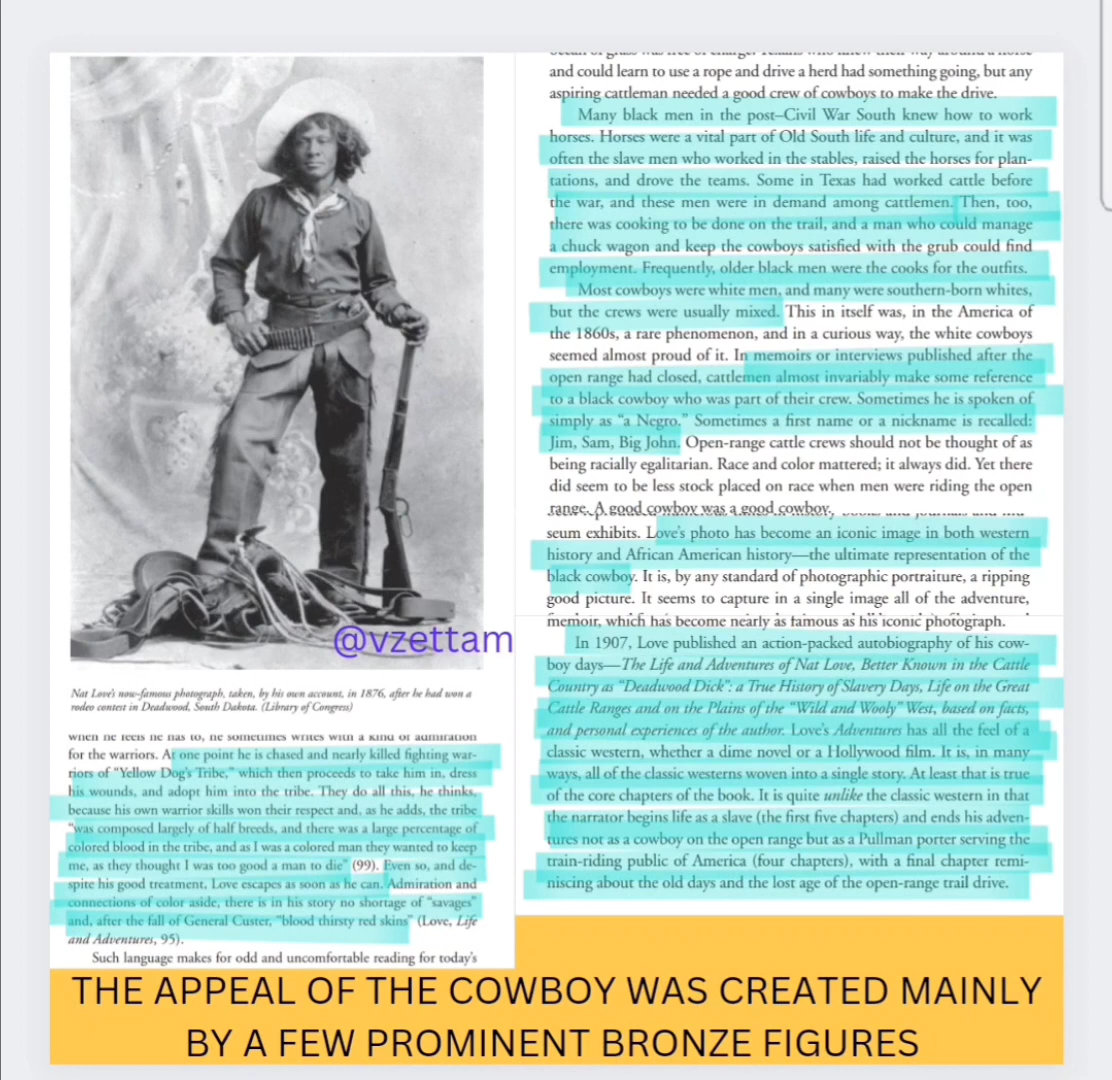 and could learn to use a rope and drive a herd had something going, but any
aspiring cattleman needed a good crew of cowboys to make the drive.
Many black men in the post–Civil War South knew how to work
horses. Horses were a vital part of Old South life and culture, and it was
often the slave men who worked in the stables, raised the horses for plan-
tations, and drove the teams. Some in Texas had worked cattle before
the war, and these men were in demand among cattlemen. Then, too,
there was cooking to be done on the trail, and a man who could manage
a chuck wagon and keep the cowboys satisfied with the grub could find
employment. Frequently, older black men were the cooks for the outfits.
Most cowboys were white men, and many were southern-born whites,
but the crews were usually mixed. This in itself was, in the America of
the 1860s, a rare phenomenon, and in a curious way, the white cowboys
seemed almost proud of it. In memoirs or interviews published after the
open range had closed, cattlemen almost invariably make some reference
to a black cowboy who was part of their crew. Sometimes he is spoken of
simply as “a Negro.” Sometimes a first name or a nickname is recalled:
Jim, Sam, Big John. Open-range cattle crews should not be thought of as
being racially egalitarian. Race and color mattered; it always did. Yet there
did seem to be less stock placed on race when men were riding the open
range. A good cowboy was a good cowboy.
seum exhibits. Love’s photo has become an iconic image in both western
history and African American history—the ultimate representation of the
black cowboy. It is, by any standard of photographic portraiture, a ripping
good picture. It seems to capture in a single image all of the adventure,
memoir, which has become nearly as famous as his iconic photograph.
In 1907, Love published an action-packed autobiography of his cow-
boy days—The Life and Adventures of Nat Love, Better Known in the Cattle
Country as “Deadwood Dick”: a True History of Slavery Days, Life on the Great
Cattle Ranges and on the Plains of the “Wild and Wooly” West, based on facts,
and personal experiences of the author. Love’s Adventures has all the feel of a
classic western, whether a dime novel or a Hollywood film. It is, in many
ways, all of the classic westerns woven into a single story. At least that is true
of the core chapters of the book. It is quite unlike the classic western in that
the narrator begins life as a slave (the first five chapters) and ends his adven-
tures not as a cowboy on the open range but as a Pullman porter serving the
train-riding public of America (four chapters), with a final chapter remi-
niscing about the old days and the lost age of the open-range trail drive.
@vzettam
Nat Love’s now-famous photograph, taken, by his own account, in 1876, after he had won a
rodeo contest in Deadwood, South Dakota. (Library of Congress)
when he feels he has to, he sometimes writes with a kind of admiration
for the warriors. At one point he is chased and nearly killed fighting war-
riors of “Yellow Dog’s Tribe,” which then proceeds to take him in, dress
his wounds, and adopt him into the tribe. They do all this, he thinks,
because his own warrior skills won their respect and, as he adds, the tribe
“was composed largely of half breeds, and there was a large percentage of
colored blood in the tribe, and as I was a colored man they wanted to keep
me, as they thought I was too good a man to die” (99). Even so, and de-
spite his good treatment, Love escapes as soon as he can. Admiration and
connections of color aside, there is in his story no shortage of “savages”
and, after the fall of General Custer, “blood thirsty red skins” (Love, Life
and Adventures, 95).
Such language makes for odd and uncomfortable reading for today’s
THE APPEAL OF THE COWBOY WAS CREATED MAINLY
BY A FEW PROMINENT BRONZE FIGURES